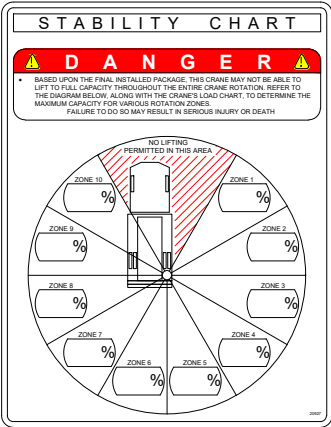 STABILITY CHART
DANGER
• BASED UPON THE FINAL INSTALLED PACKAGE, THIS CRANE MAY NOT BE ABLE TO
LIFT TO FULL CAPACITY THROUGHOUT THE ENTIRE CRANE ROTATION. REFER TO
THE DIAGRAM BELOW, ALONG WITH THE CRANE'S LOAD CHART, TO DETERMINE THE
MAXIMUM CAPACITY FOR VARIOUS ROTATION ZONES.
FAILURE TO DO SO MAY RESULT IN SERIOUS INJURY OR DEATH
NO LIFTING
PERMITTED IN THIS AREA
ZONE 10
%
ZONE 1
%
ZONE 9
%
ZONE 2
%
ZONE 8
%
ZONE 3
%
ZONE 7
%
ZONE 4
%
ZONE 6
%
ZONE 5
%